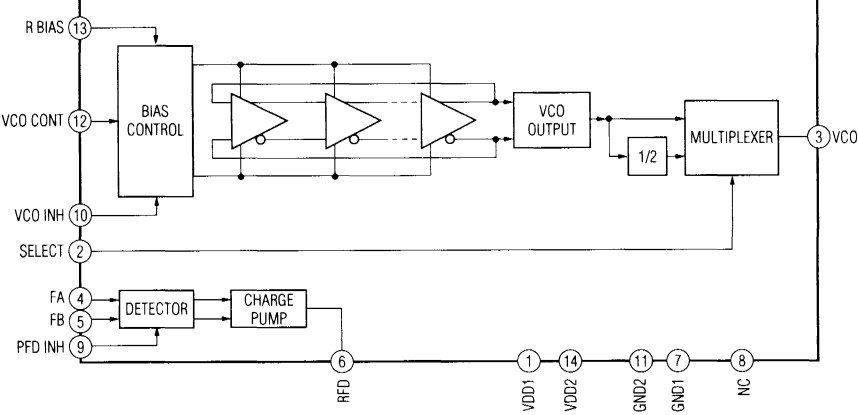 R BIAS 13
VCO CONT 12
BIAS
CONTROL
VCO
OUTPUT
1/2
MULTIPLEXER
3 VCO
VCO INH 10
SELECT 2
FA 4
FB 5
PFD INH 9
DETECTOR
CHARGE
PUMP
6
RFD
1
VDD1
14
VDD2
11
GND2
7
GND1
8
NC